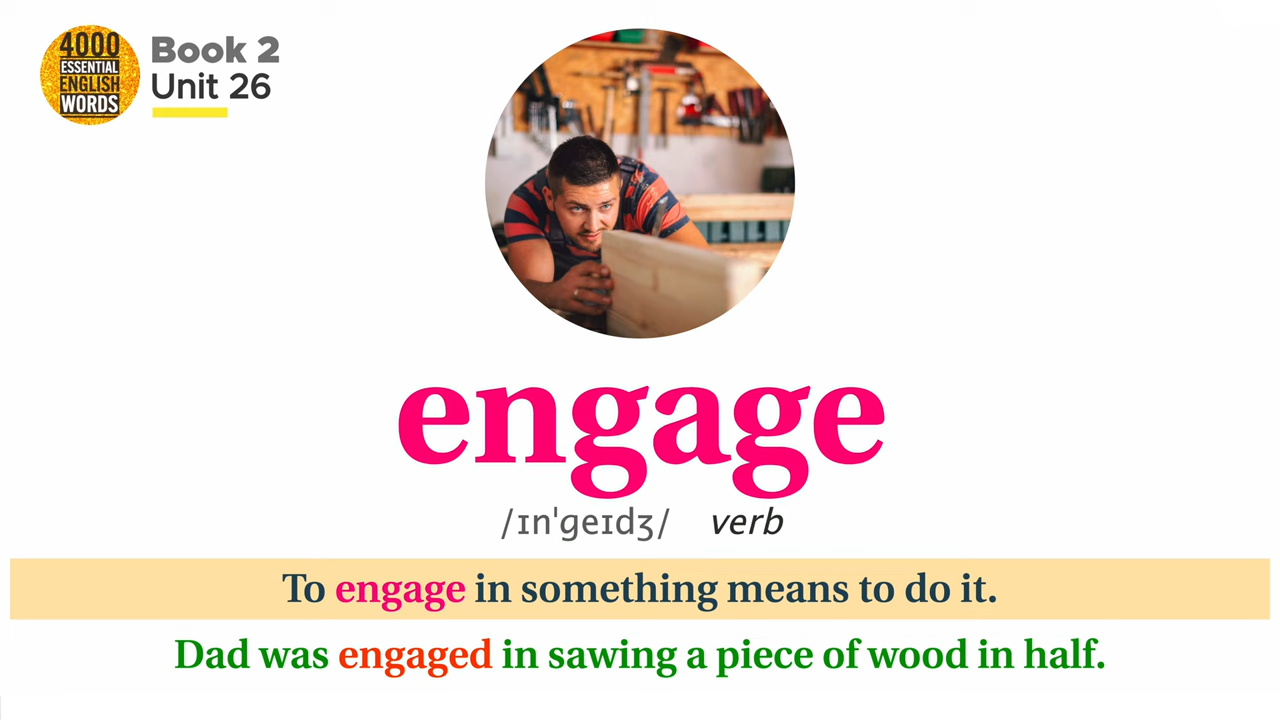 4000
ESSENTIAL
ENGLISH
WORDS
Book 2
Unit 26
engage
/ɪnˈɡeɪdʒ/ verb
To engage in something means to do it.
Dad was engaged in sawing a piece of wood in half.